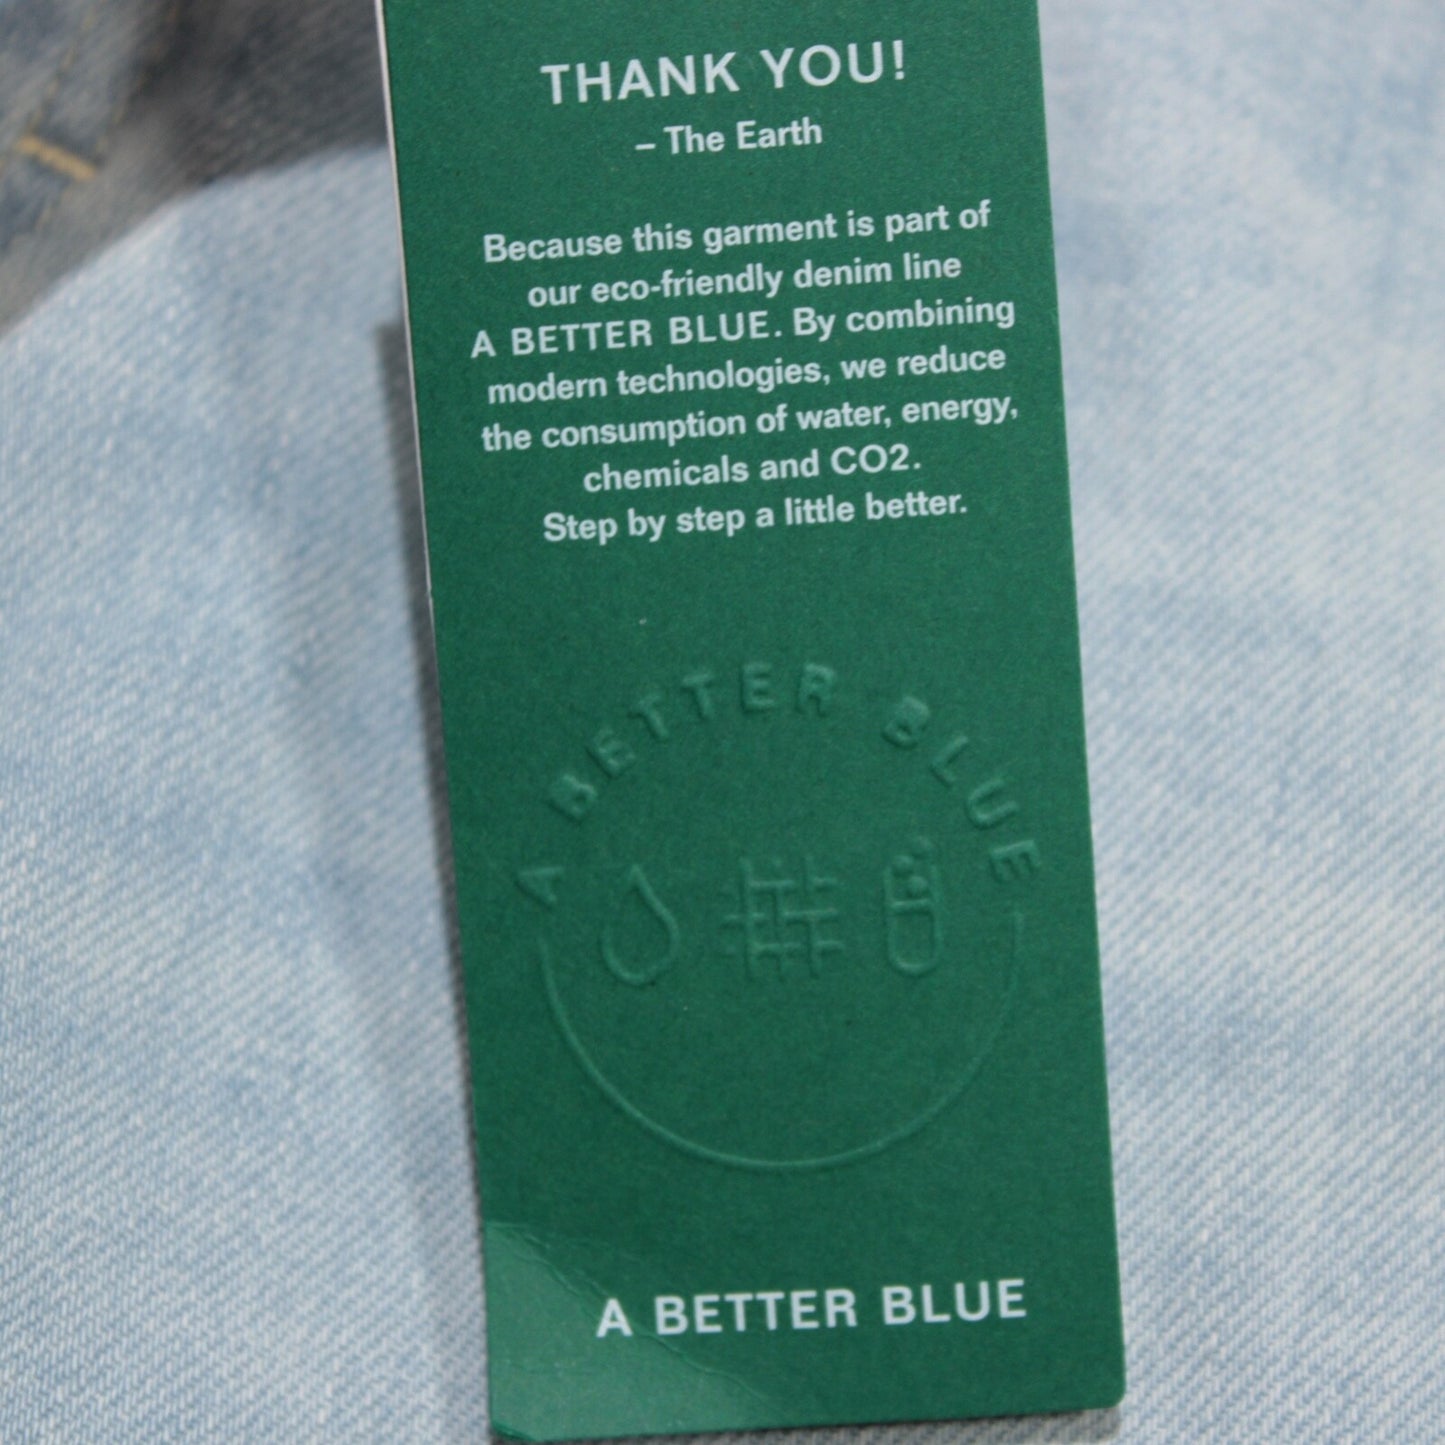 THANK YOU!
– The Earth
Because this garment is part of
our eco-friendly denim line
A BETTER BLUE. By combining
modern technologies, we reduce
the consumption of water, energy,
chemicals and CO2.
Step by step a little better.
A BETTER BLUE
A BETTER BLUE